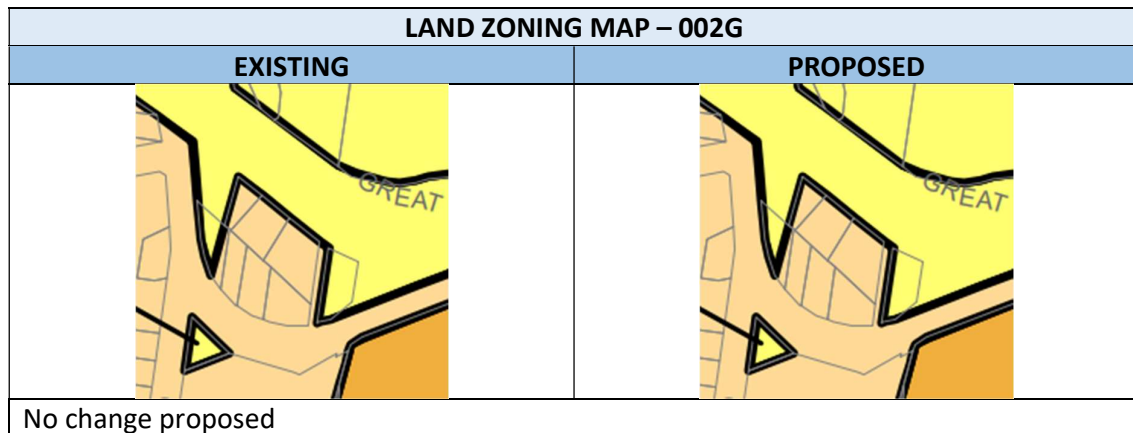 LAND ZONING MAP – 002G
EXISTING
PROPOSED
GREAT
GREAT
No change proposed